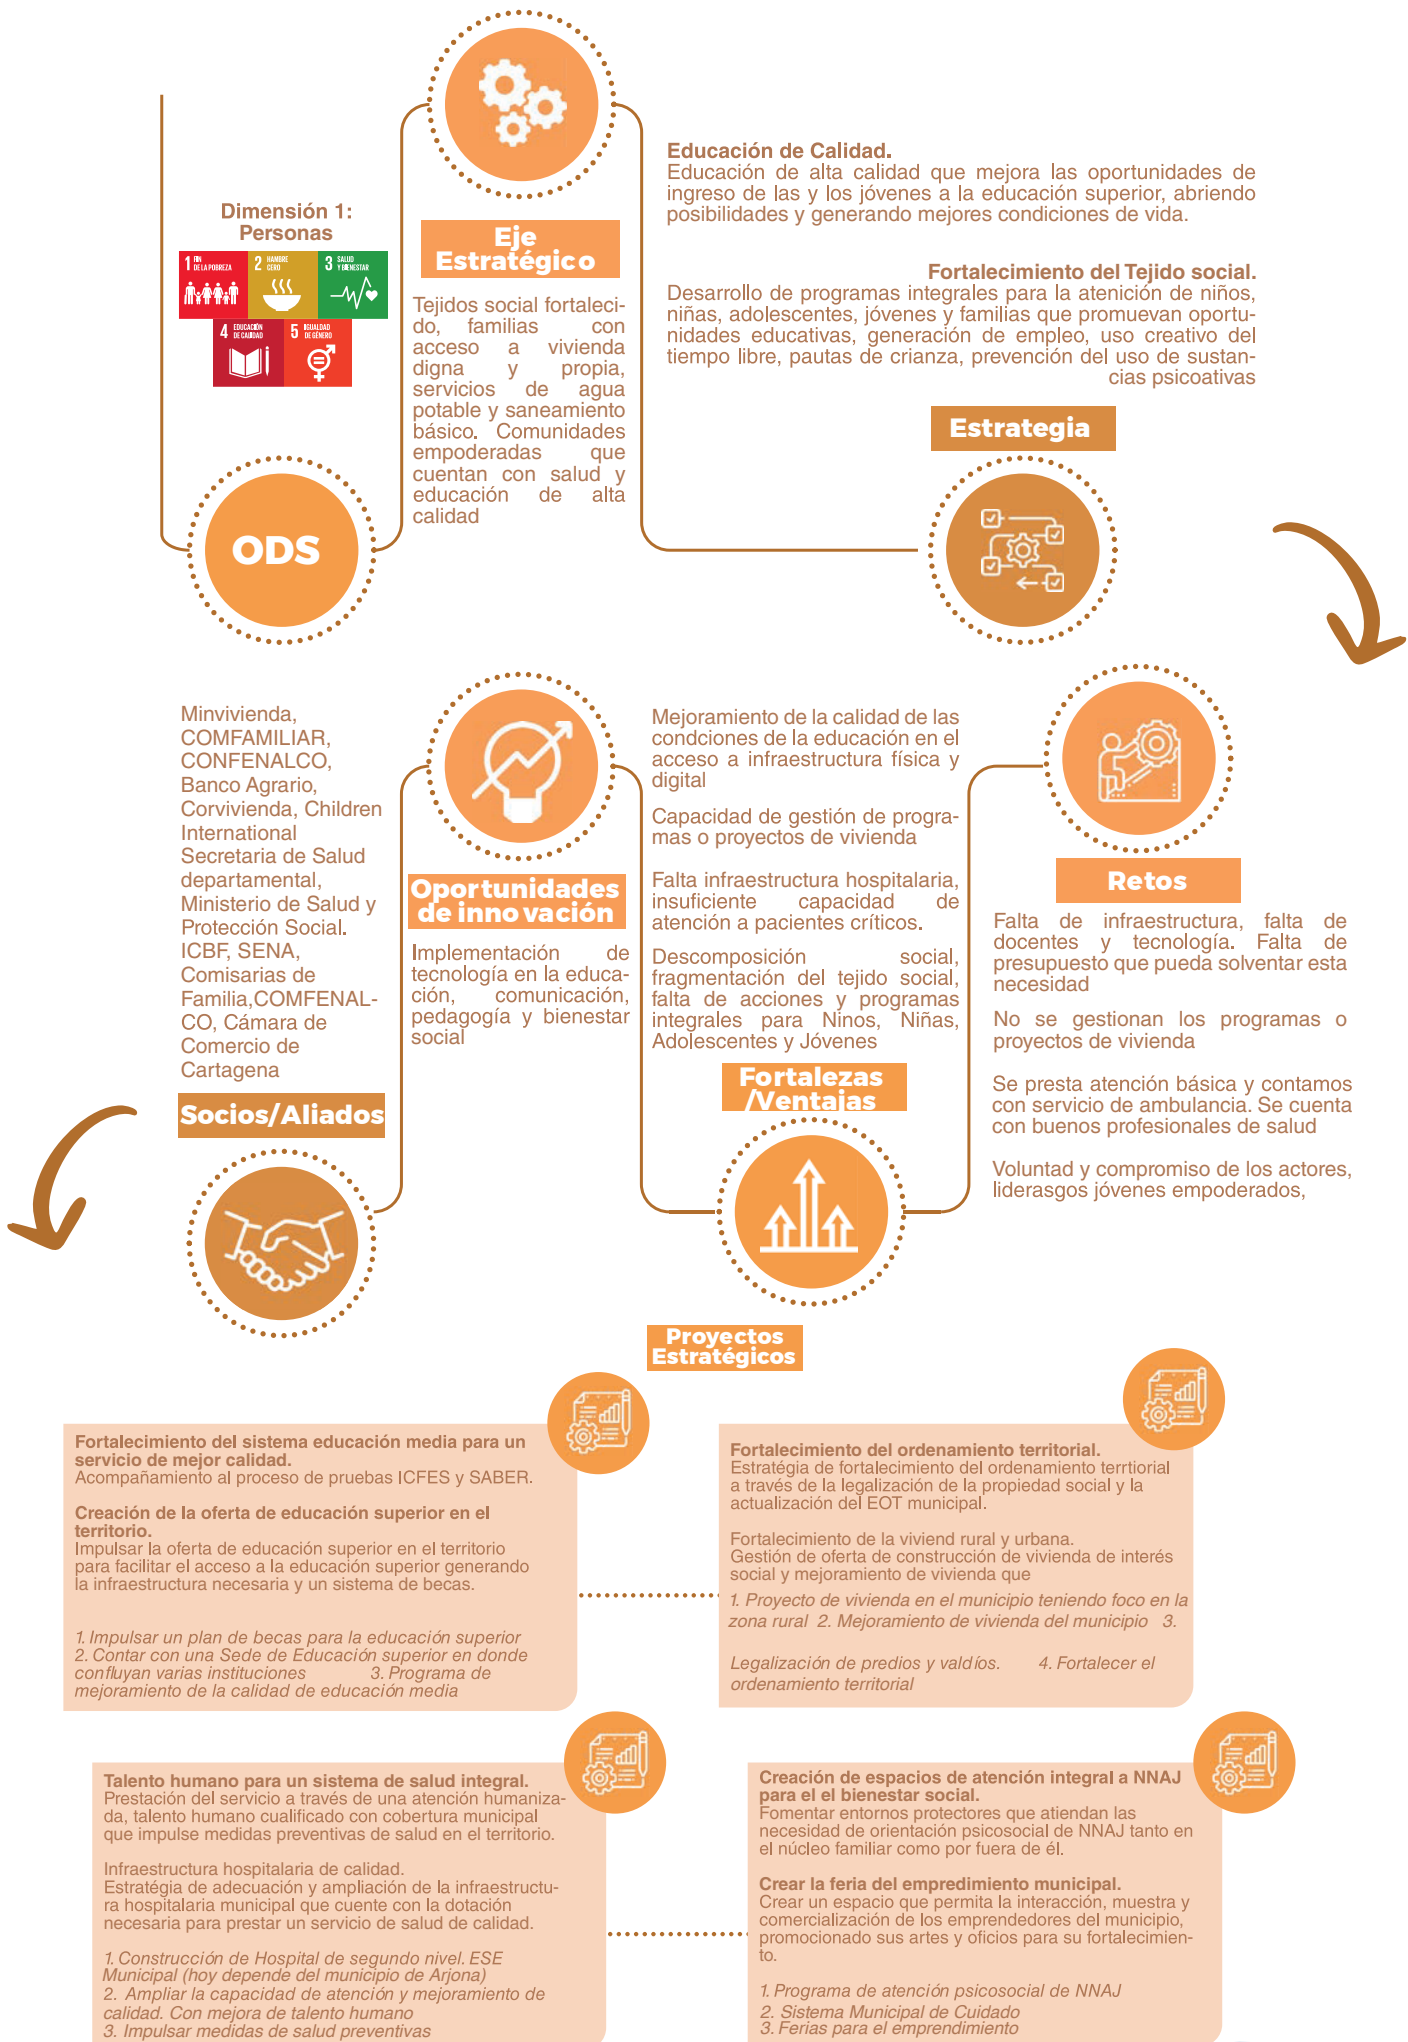 Dimensión 1:
Personas
1 FIN
DE LA POBREZA
2 HAMBRE
CERO
3 SALUD
Y BIENESTAR
4 EDUCACIÓN
DE CALIDAD
5 IGUALDAD
DE GÉNERO
ODS
Eje
Estratégico
Tejidos social fortaleci-
do, familias con
acceso a vivienda
digna y propia,
servicios de agua
potable y saneamiento
básico. Comunidades
empoderadas que
cuentan con salud y
educación de alta
calidad
Educación de Calidad.
Educación de alta calidad que mejora las oportunidades de
ingreso de las y los jóvenes a la educación superior, abriendo
posibilidades y generando mejores condiciones de vida.
Fortalecimiento del Tejido social.
Desarrollo de programas integrales para la atenición de niños,
niñas, adolescentes, jóvenes y familias que promuevan oportu-
nidades educativas, generación de empleo, uso creativo del
tiempo libre, pautas de crianza, prevención del uso de sustan-
cias psicoativas
Estrategia
Minvivienda,
COMFAMILIAR,
CONFENALCO,
Banco Agrario,
Corvivienda, Children
International
Secretaria de Salud
departamental,
Ministerio de Salud y
Protección Social.
ICBF, SENA,
Comisarias de
Familia,COMFENAL-
CO, Cámara de
Comercio de
Cartagena
Socios/Aliados
Oportunidades
de inno vación
Implementación de
tecnología en la educa-
ción, comunicación,
pedagogía y bienestar
social
Mejoramiento de la calidad de las
condciones de la educación en el
acceso a infraestructura física y
digital
Capacidad de gestión de progra-
mas o proyectos de vivienda
Falta infraestructura hospitalaria,
insuficiente capacidad de
atención a pacientes críticos.
Descomposición social,
fragmentación del tejido social,
falta de acciones y programas
integrales para Ninos, Niñas,
Adolescentes y Jóvenes
Fortalezas
/Ventajas
Retos
Falta de infraestructura, falta de
docentes y tecnología. Falta de
presupuesto que pueda solventar esta
necesidad
No se gestionan los programas o
proyectos de vivienda
Se presta atención básica y contamos
con servicio de ambulancia. Se cuenta
con buenos profesionales de salud
Voluntad y compromiso de los actores,
liderasgos jóvenes empoderados,
Proyectos
Estratégicos
Fortalecimiento del sistema educación media para un
servicio de mejor calidad.
Acompañamiento al proceso de pruebas ICFES y SABER.
Creación de la oferta de educación superior en el
territorio.
Impulsar la oferta de educación superior en el territorio
para facilitar el acceso a la educación superior generando
la infraestructura necesaria y un sistema de becas.
1. Impulsar un plan de becas para la educación superior
2. Contar con una Sede de Educación superior en donde
confluyan varias instituciones 3. Programa de
mejoramiento de la calidad de educación media
Fortalecimiento del ordenamiento territorial.
Estratégia de fortalecimiento del ordenamiento terrtiorial
a través de la legalización de la propiedad social y la
actualización del EOT municipal.
Fortalecimiento de la viviend rural y urbana.
Gestión de oferta de construcción de vivienda de interés
social y mejoramiento de vivienda que
1. Proyecto de vivienda en el municipio teniendo foco en la
zona rural 2. Mejoramiento de vivienda del municipio 3.
Legalización de predios y valdíos. 4. Fortalecer el
ordenamiento territorial
Talento humano para un sistema de salud integral.
Prestación del servicio a través de una atención humaniza-
da, talento humano cualificado con cobertura municipal
que impulse medidas preventivas de salud en el territorio.
Infraestructura hospitalaria de calidad.
Estratégia de adecuación y ampliación de la infraestructu-
ra hospitalaria municipal que cuente con la dotación
necesaria para prestar un servicio de salud de calidad.
1. Construcción de Hospital de segundo nivel. ESE
Municipal (hoy depende del municipio de Arjona)
2. Ampliar la capacidad de atención y mejoramiento de
calidad. Con mejora de talento humano
3. Impulsar medidas de salud preventivas
Creación de espacios de atención integral a NNAJ
para el el bienestar social.
Fomentar entornos protectores que atiendan las
necesidad de orientación psicosocial de NNAJ tanto en
el núcleo familiar como por fuera de él.
Crear la feria del empredimiento municipal.
Crear un espacio que permita la interacción, muestra y
comercialización de los emprendedores del municipio,
promocionado sus artes y oficios para su fortalecimien-
to.
1. Programa de atención psicosocial de NNAJ
2. Sistema Municipal de Cuidado
3. Ferias para el emprendimiento